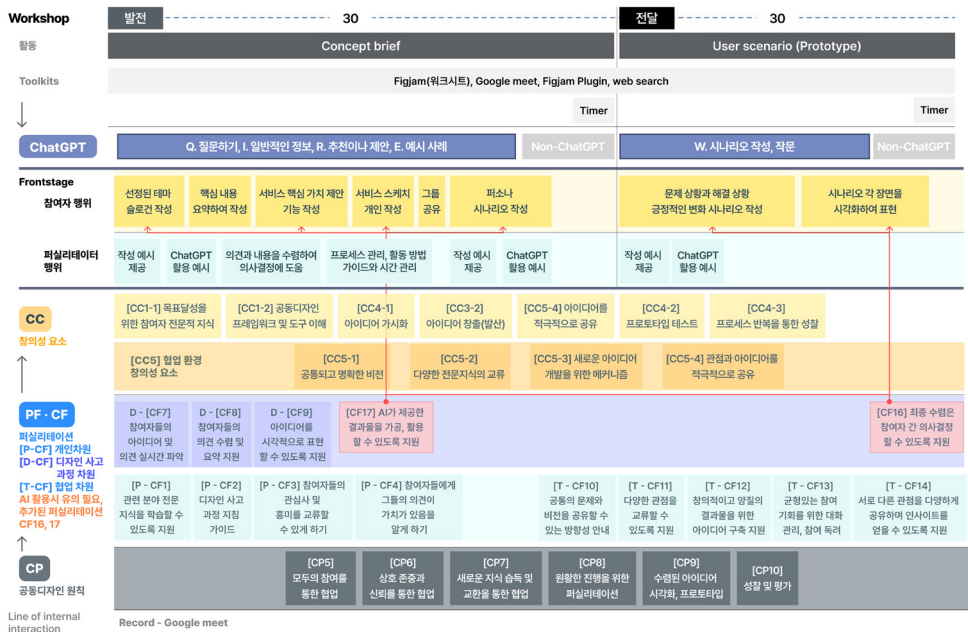 Workshop
발전
30
전달
30
활동
Concept brief
User scenario (Prototype)
Toolkits
Figjam(워크시트), Google meet, Figjam Plugin, web search
Timer
Timer
ChatGPT
Q. 질문하기, I. 일반적인 정보, R. 추천이나 제안, E. 예시 사례
Non-ChatGPT
W. 시나리오 작성, 작문
Non-ChatGPT
Frontstage
참여자 행위
선정된 테마
슬로건 작성
핵심 내용
요약하여 작성
서비스 핵심 가치 제안
기능 작성
서비스 스케치
개인 작성
그룹
공유
퍼소나
시나리오 작성
문제 상황과 해결 상황
긍정적인 변화 시나리오 작성
시나리오 각 장면을
시각화하여 표현
퍼실리테이터
행위
작성 예시
제공
ChatGPT
활용 예시
의견과 내용을 수렴하여
의사결정에 도움
프로세스 관리, 활동 방법
가이드와 시간 관리
작성 예시
제공
ChatGPT
활용 예시
작성 예시
제공
ChatGPT
활용 예시
CC
창의성 요소
[CC1-1] 목표달성을
위한 참여자 전문적 지식
[CC1-2] 공동디자인
프레임워크 및 도구 이해
[CC4-1]
아이디어 가시화
[CC3-2]
아이디어 창출(발산)
[CC5-4] 아이디어를
적극적으로 공유
[CC4-2]
프로토타입 테스트
[CC4-3]
프로세스 반복을 통한 성찰
[CC5] 협업 환경
창의성 요소
[CC5-1]
공통되고 명확한 비전
[CC5-2]
다양한 전문지식의 교류
[CC5-3] 새로운 아이디어
개발을 위한 메커니즘
[CC5-4] 관점과 아이디어를
적극적으로 공유
PF · CF
퍼실리테이션
[P-CF] 개인차원
[D-CF] 디자인 사고
과정 차원
[T-CF] 협업 차원
AI 활용시 유의 필요,
추가된 퍼실리테이션
CF16, 17
D - [CF7]
참여자들의
아이디어 및
의견 실시간 파악
D - [CF8]
참여자들의
의견 수렴 및
요약 지원
D - [CF9]
아이디어를
시각적으로 표현
할 수 있도록 지원
[CF17] AI가 제공한
결과물을 가공, 활용
할 수 있도록 지원
[CF16] 최종 수렴은
참여자 간 의사결정
할 수 있도록 지원
[P - CF1]
관련 분야 전문
지식을 학습할 수
있도록 지원
[P - CF2]
디자인 사고
과정 지침
가이드
[P - CF3] 참여자들의
관심사 및
흥미를 교류할
수 있게 하기
[P - CF4] 참여자들에게
그들의 의견이
가치가 있음을
알게 하기
[T - CF10]
공통의 문제와
비전을 공유할 수
있는 방향성 안내
[T - CF11]
다양한 관점을
교류할 수
있도록 지원
[T - CF12]
창의적이고 양질의
결과물을 위한
아이디어 구축 지원
[T - CF13]
균형있는 참여
기회를 위한 대화
관리, 참여 독려
[T - CF14]
서로 다른 관점을 다양하게
공유하며 인사이트를
얻을 수 있도록 지원
CP
공동디자인 원칙
[CP5]
모두의 참여를
통한 협업
[CP6]
상호 존중과
신뢰를 통한 협업
[CP7]
새로운 지식 습득 및
교환을 통한 협업
[CP8]
원활한 진행을 위한
퍼실리테이션
[CP9]
수렴된 아이디어
시각화, 프로토타입
[CP10]
성찰 및 평가
Line of internal
interaction
Record - Google meet